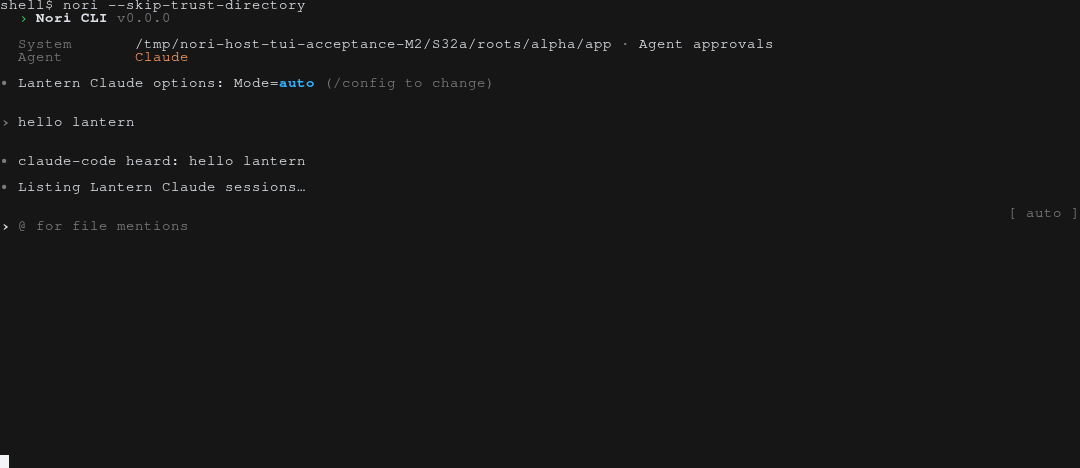 shell$ nori --skip-trust-directory
› Nori CLI v0.0.0
System /tmp/nori-host-tui-acceptance-M2/S32a/roots/alpha/app · Agent approvals
Agent Claude
• Lantern Claude options: Mode=auto (/config to change)
› hello lantern
• claude-code heard: hello lantern
• Listing Lantern Claude sessions…
[ auto ]
› @ for file mentions